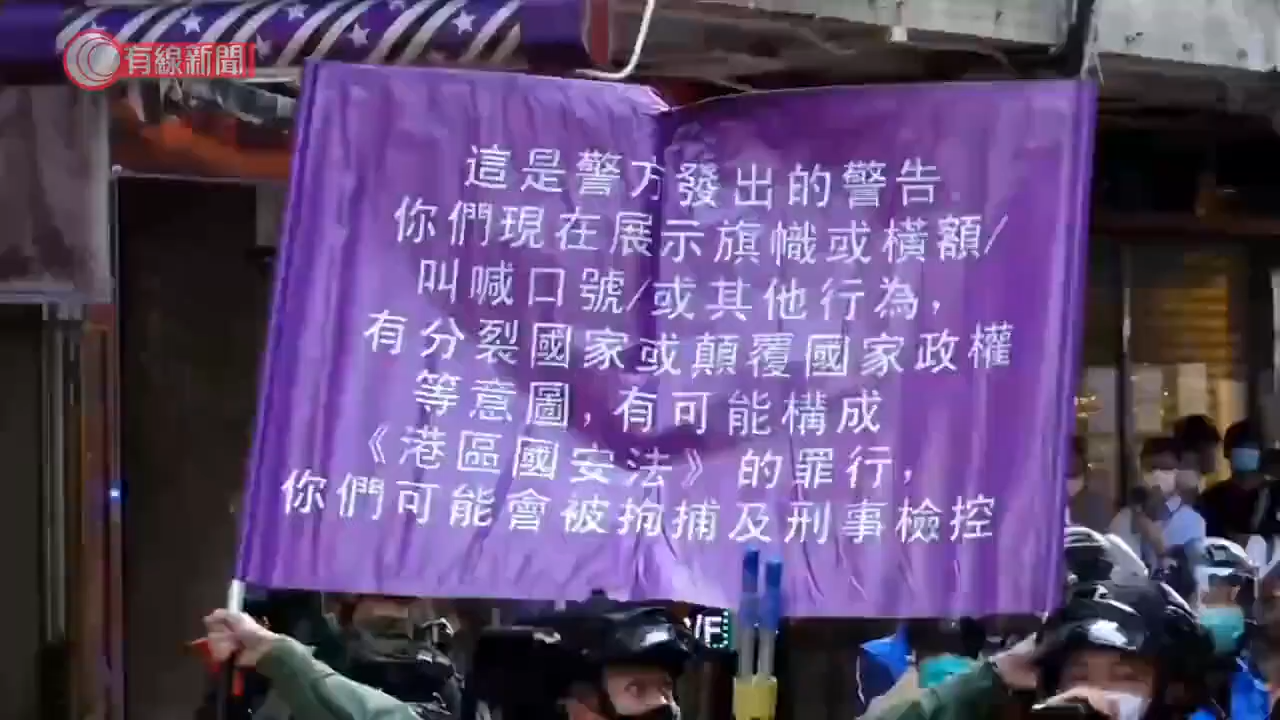 有線新聞
這是警方發出的警告
你們現在展示旗幟或橫額/
叫喊口號/或其他行為，
有分裂國家或顛覆國家政權
等意圖，有可能構成
《港區國安法》的罪行，
你們可能會被拘捕及刑事檢控